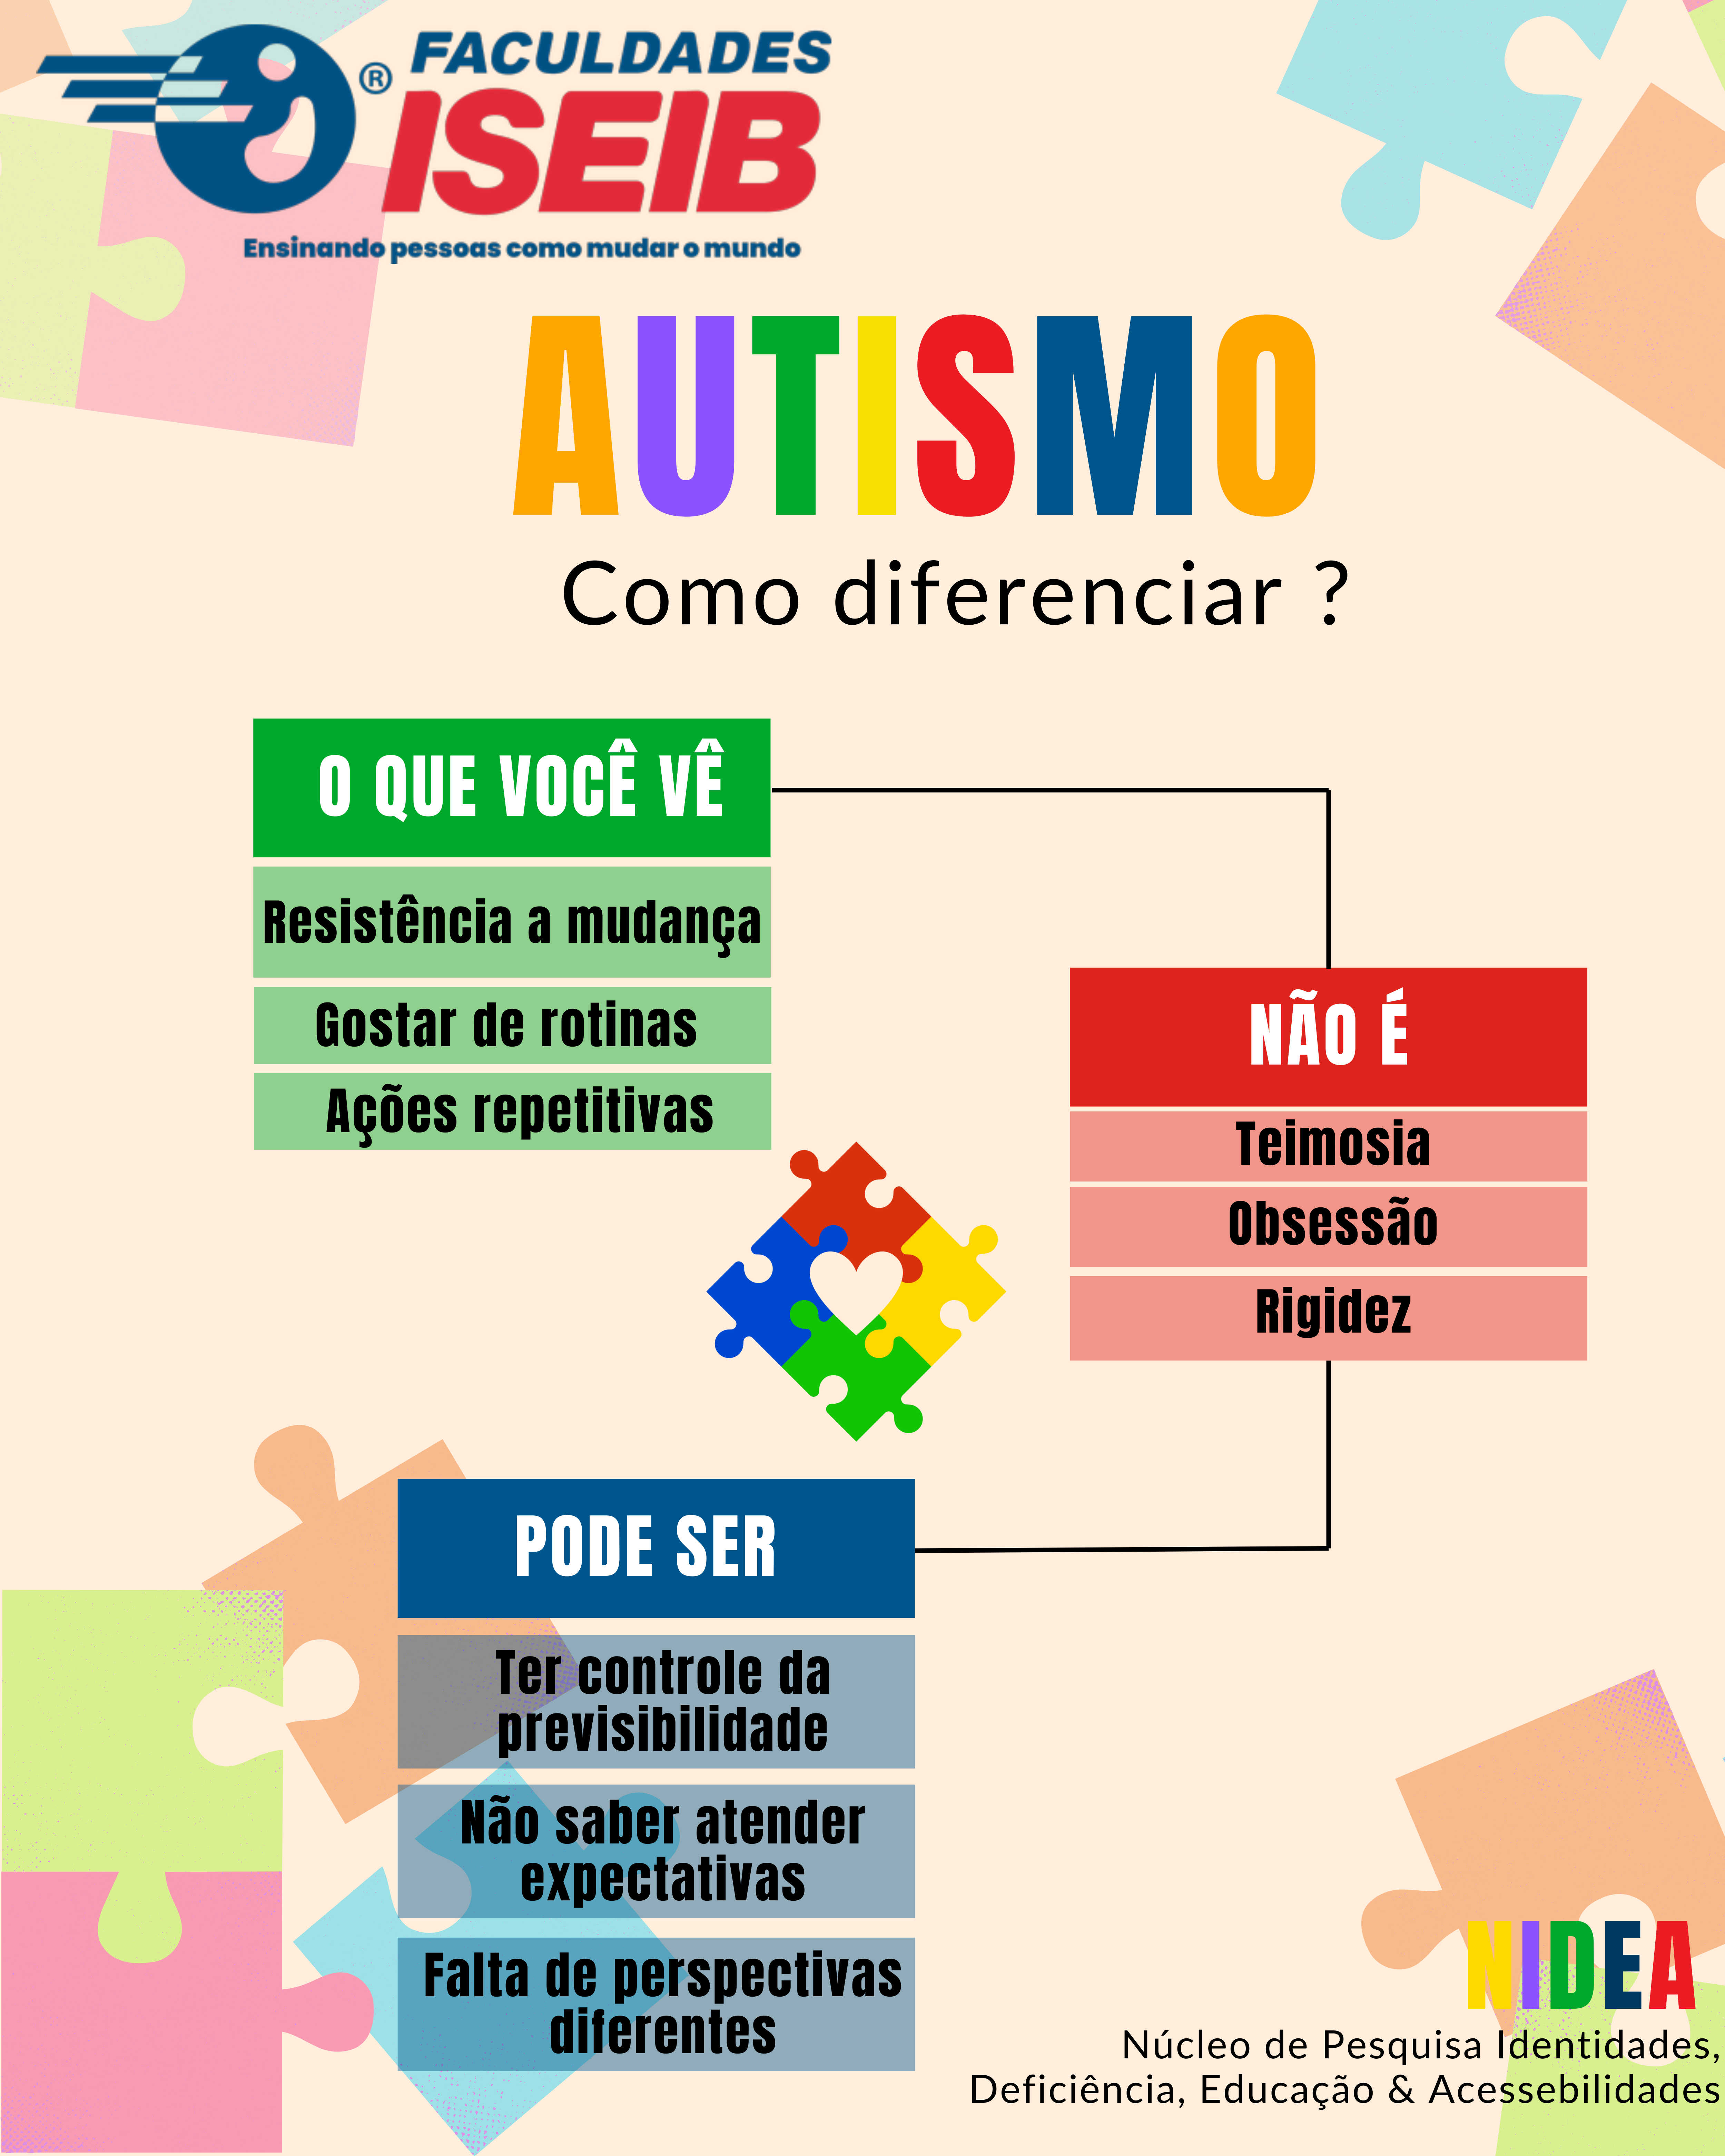 FACULDADES
®
ISEIB
Ensinando pessoas como mudar o mundo
AUTISMO
Como diferenciar ?
O QUE VOCÊ VÊ
Resistência a mudança
Gostar de rotinas
Ações repetitivas
NÃO É
Teimosia
Obsessão
Rigidez
PODE SER
Ter controle da
previsibilidade
Não saber atender
expectativas
Falta de perspectivas
diferentes
NIDEA
Núcleo de Pesquisa Identidades,
Deficiência, Educação & Acessebilidades